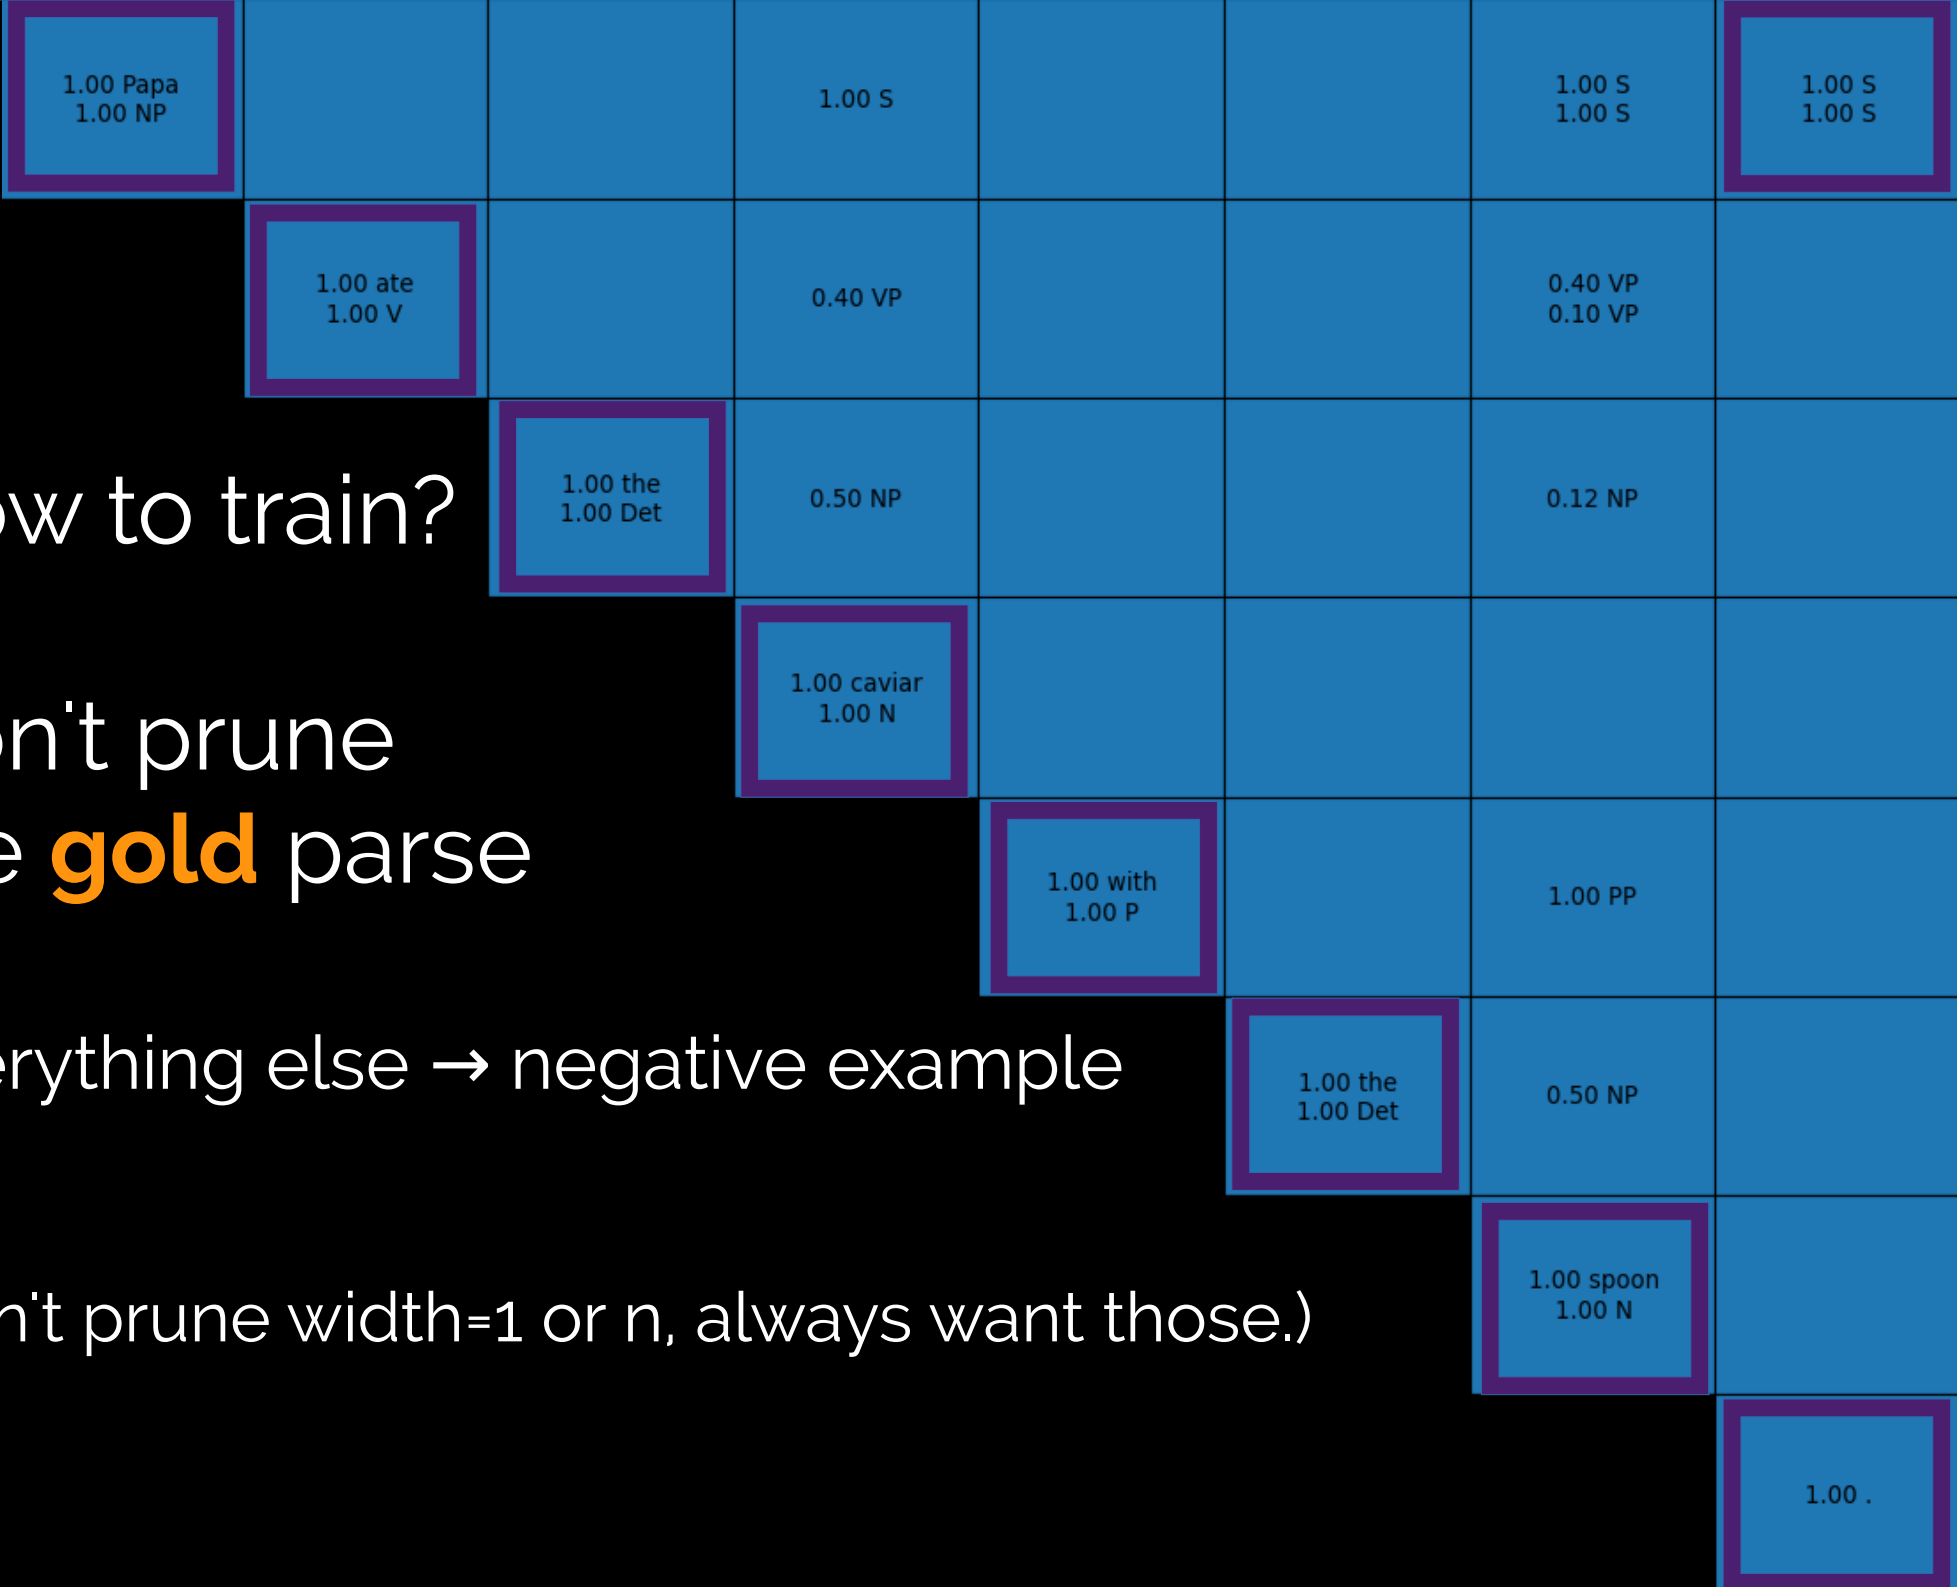 1.00 Papa
1.00 NP
1.00 S
1.00 S
1.00 S
1.00 S
1.00 S
1.00 ate
1.00 V
0.40 VP
0.40 VP
0.10 VP
ow to train?
1.00 the
1.00 Det
0.50 NP
0.12 NP
on't prune
e gold parse
1.00 caviar
1.00 N
1.00 with
1.00 P
1.00 PP
erything else → negative example
1.00 the
1.00 Det
0.50 NP
n't prune width=1 or n, always want those.)
1.00 spoon
1.00 N
1.00 .